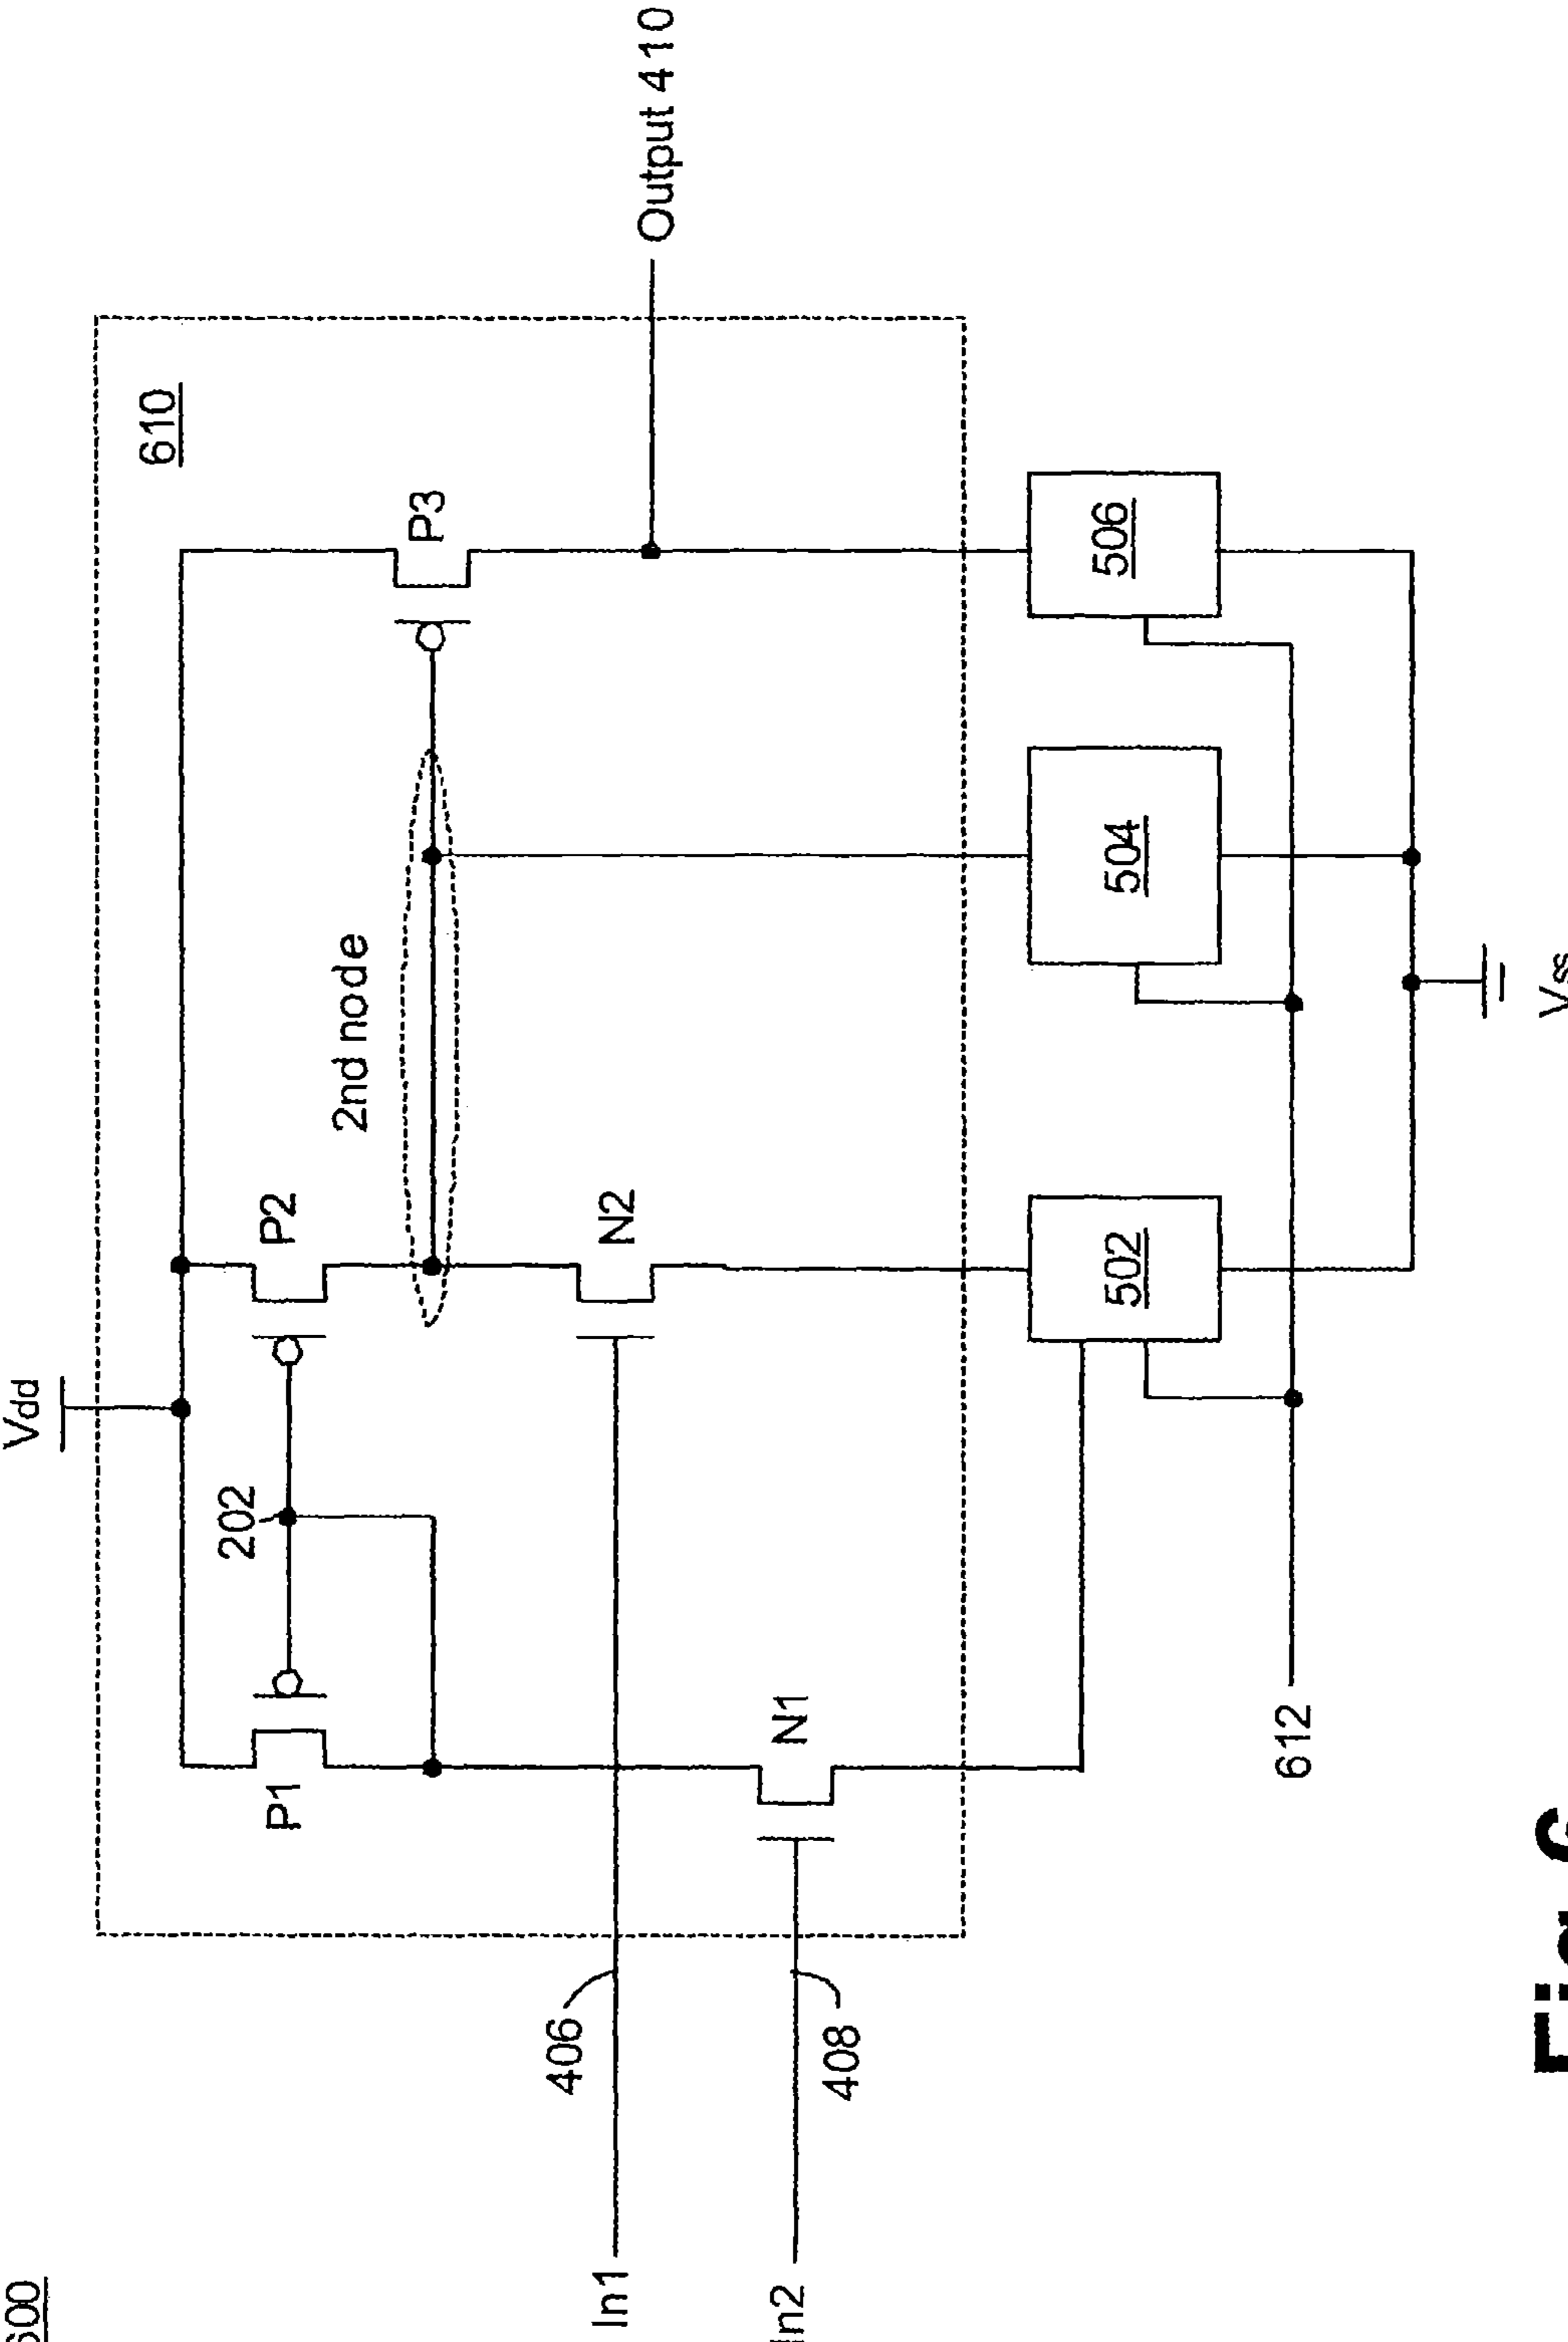 600
Vdd
610
P1
202
P2
2nd node
P3
In1
406
N2
Output 410
In2
408
N1
502
504
506
612
Vss
Fig. 6